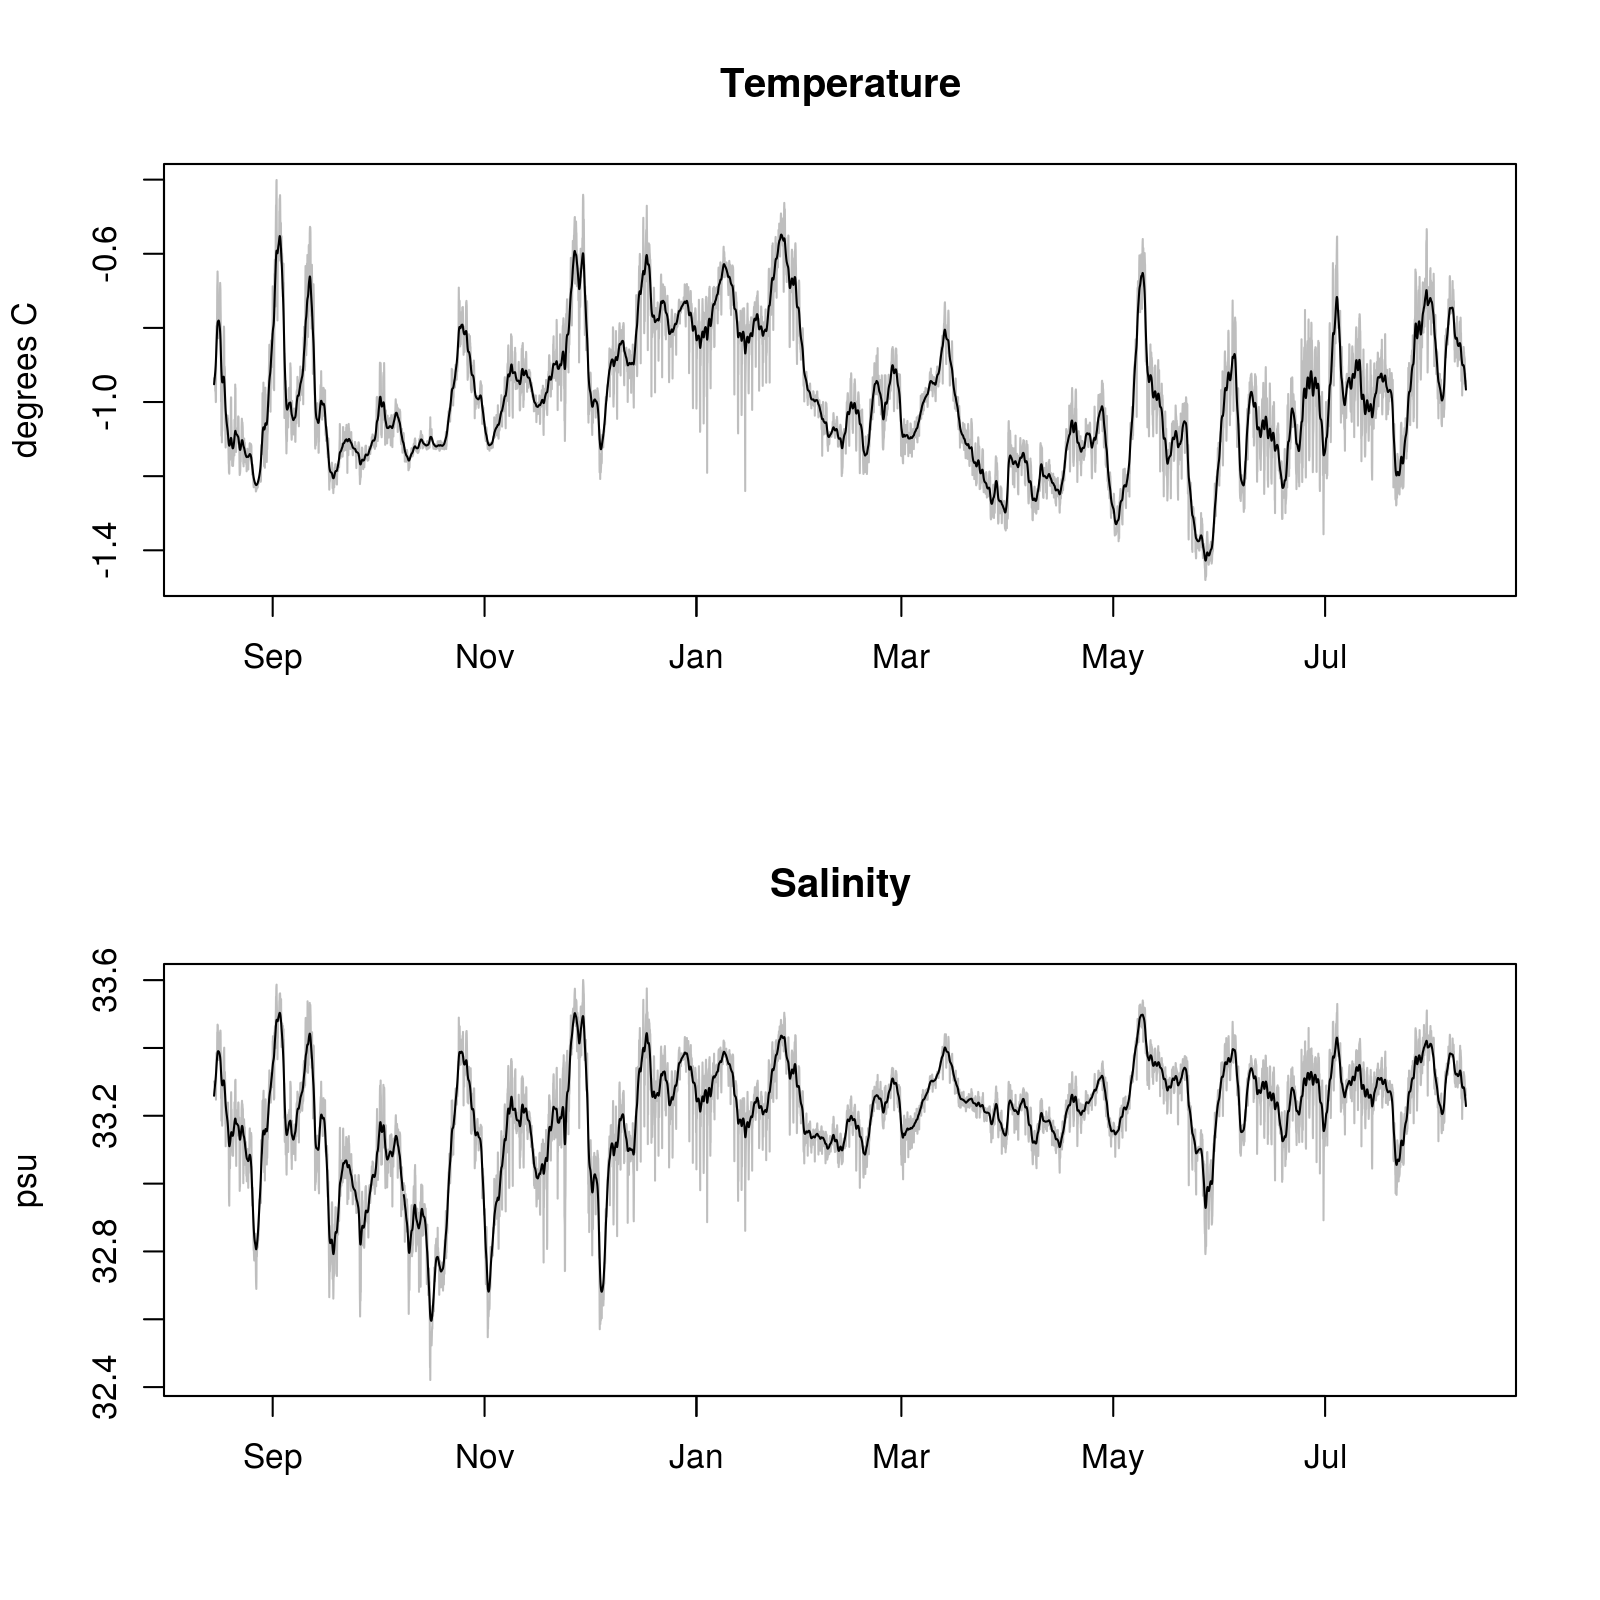 Temperature
degrees C
-0.6
-1.0
-1.4
Sep Nov Jan Mar May Jul
Salinity
psu
33.6
33.2
32.8
32.4
Sep Nov Jan Mar May Jul